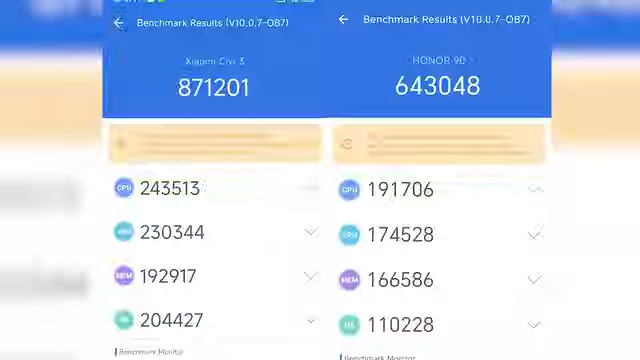 Benchmark Results (V10.0.7-OB7)
Xiaomi Civi 3
871201
CPU 243513
GPU 230344
MEM 192917
UX 204427
Benchmark Monitor
Benchmark Results (V10.0.7-OB7)
HONOR 90
643048
CPU 191706
GPU 174528
MEM 166586
UX 110228
Benchmark Monitor